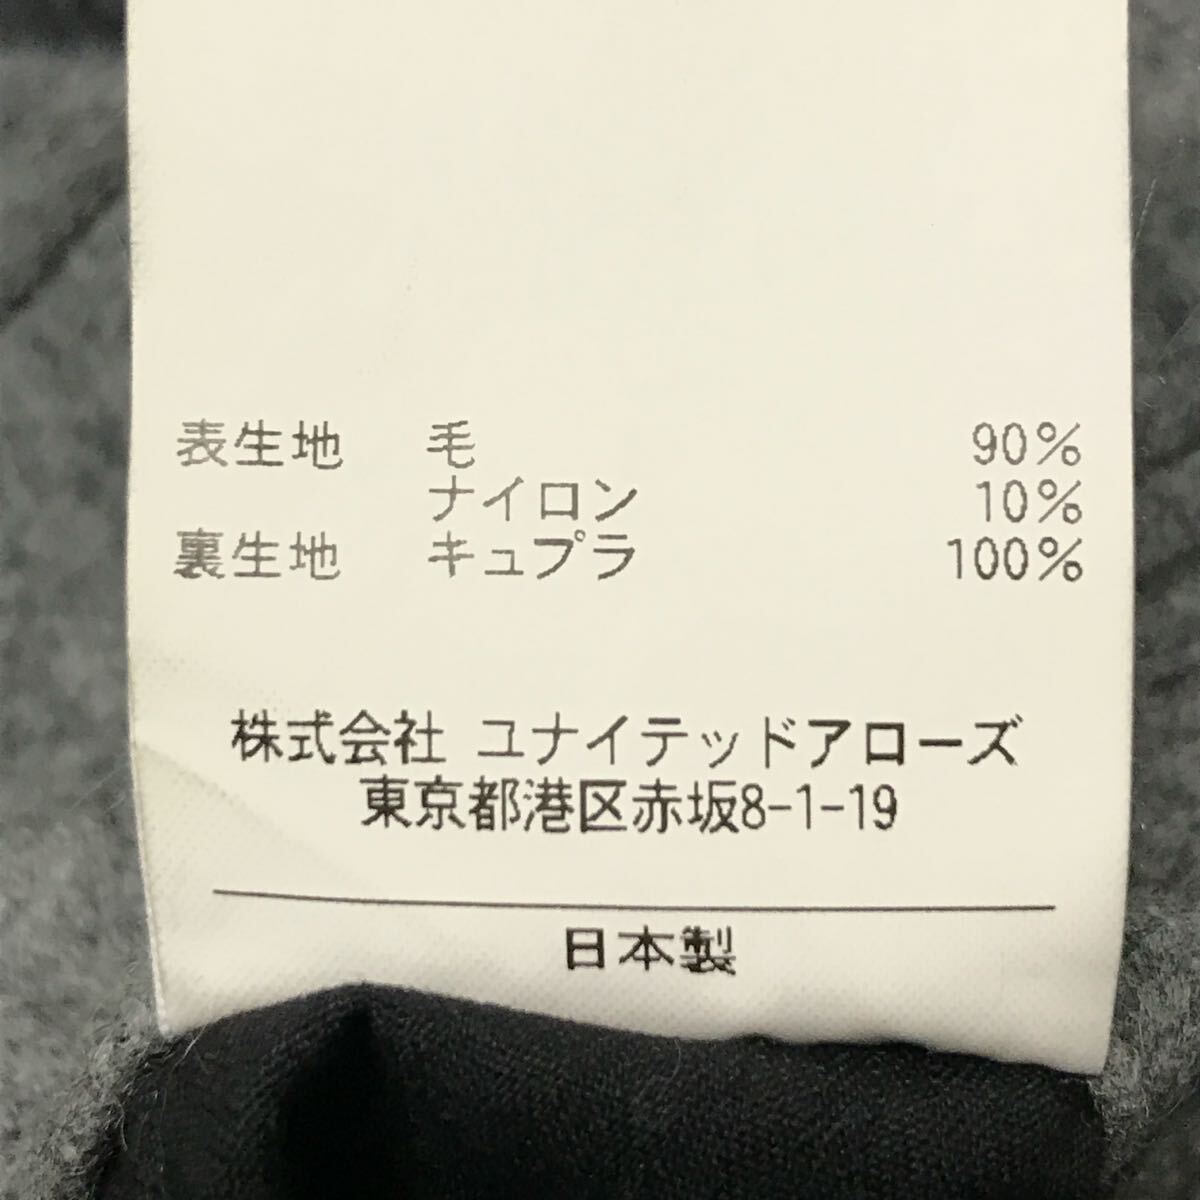 表生地 毛 90%
ナイロン 10%
裏生地 キュプラ 100%
株式会社 ユナイテッドアローズ
東京都港区赤坂8-1-19
日本製